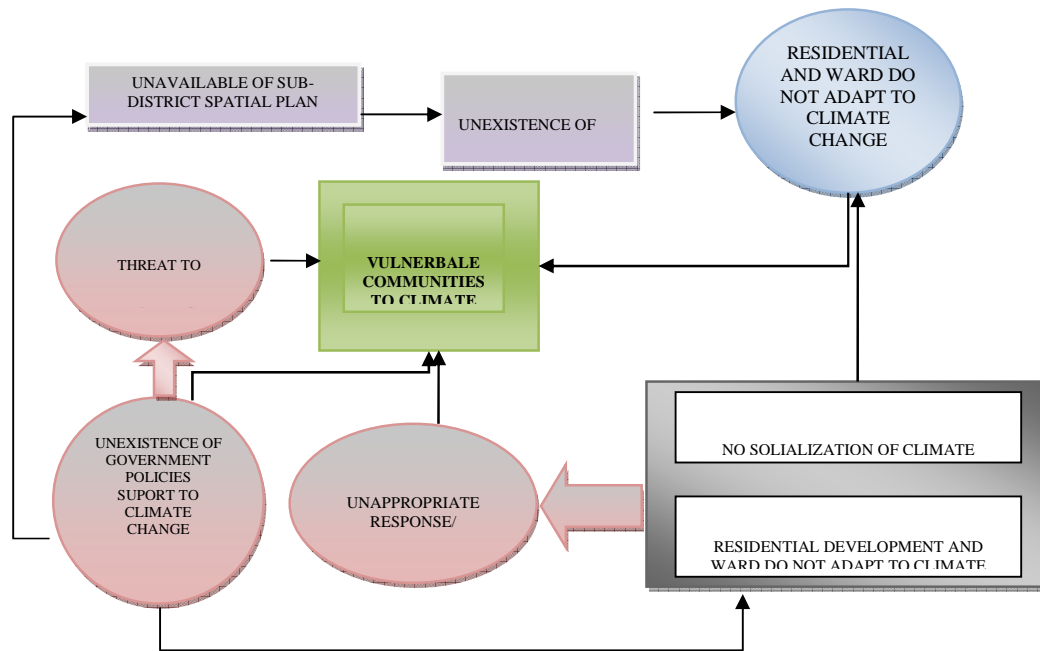 UNAVAILABLE OF SUB-
DISTRICT SPATIAL PLAN
UNEXISTENCE OF
RESIDENTIAL
AND WARD DO
NOT ADAPT TO
CLIMATE
CHANGE
THREAT TO
VULNERBALE
COMMUNITIES
TO CLIMATE
UNEXISTENCE OF
GOVERNMENT
POLICIES
SUPORT TO
CLIMATE
CHANGE
UNAPPROPRIATE
RESPONSE/
NO SOLIALIZATION OF CLIMATE
RESIDENTIAL DEVELOPMENT AND
WARD DO NOT ADAPT TO CLIMATE